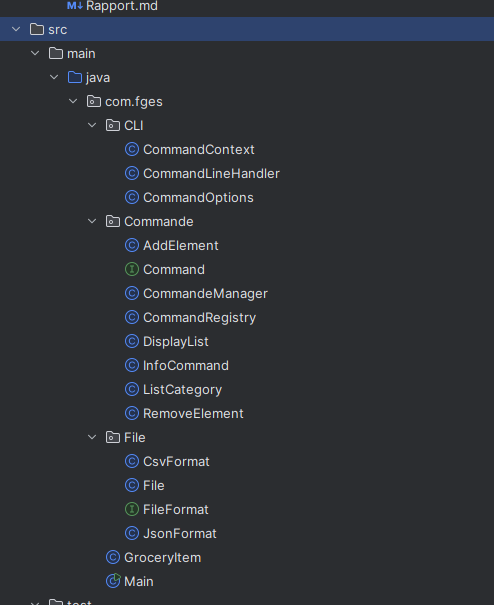 M↓ Rapport.md
src
main
java
com.fges
CLI
C CommandContext
C CommandLineHandler
C CommandOptions
Commande
C AddElement
I Command
C CommandeManager
C CommandRegistry
C DisplayList
C InfoCommand
C ListCategory
C RemoveElement
File
C CsvFormat
C File
I FileFormat
C JsonFormat
C GroceryItem
C Main
test